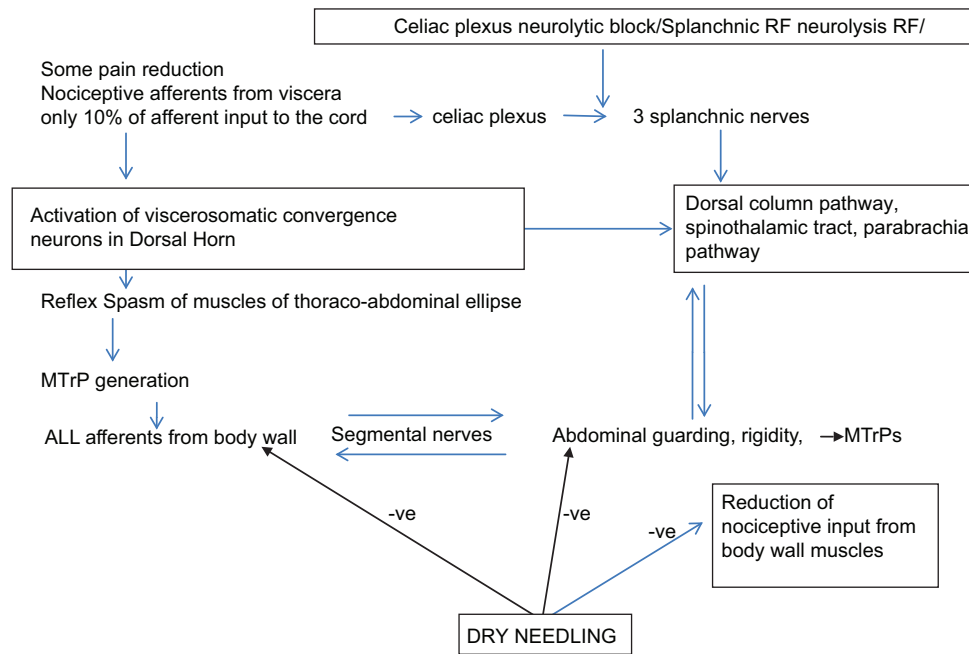 Celiac plexus neurolytic block/Splanchnic RF neurolysis RF/
Some pain reduction
Nociceptive afferents from viscera
only 10% of afferent input to the cord
celiac plexus
3 splanchnic nerves
Activation of viscerosomatic convergence
neurons in Dorsal Horn
Dorsal column pathway,
spinothalamic tract, parabrachia
pathway
Reflex Spasm of muscles of thoraco-abdominal ellipse
MTrP generation
ALL afferents from body wall
Segmental nerves
Abdominal guarding, rigidity,
MTrPs
-ve
-ve
-ve
Reduction of
nociceptive input from
body wall muscles
DRY NEEDLING